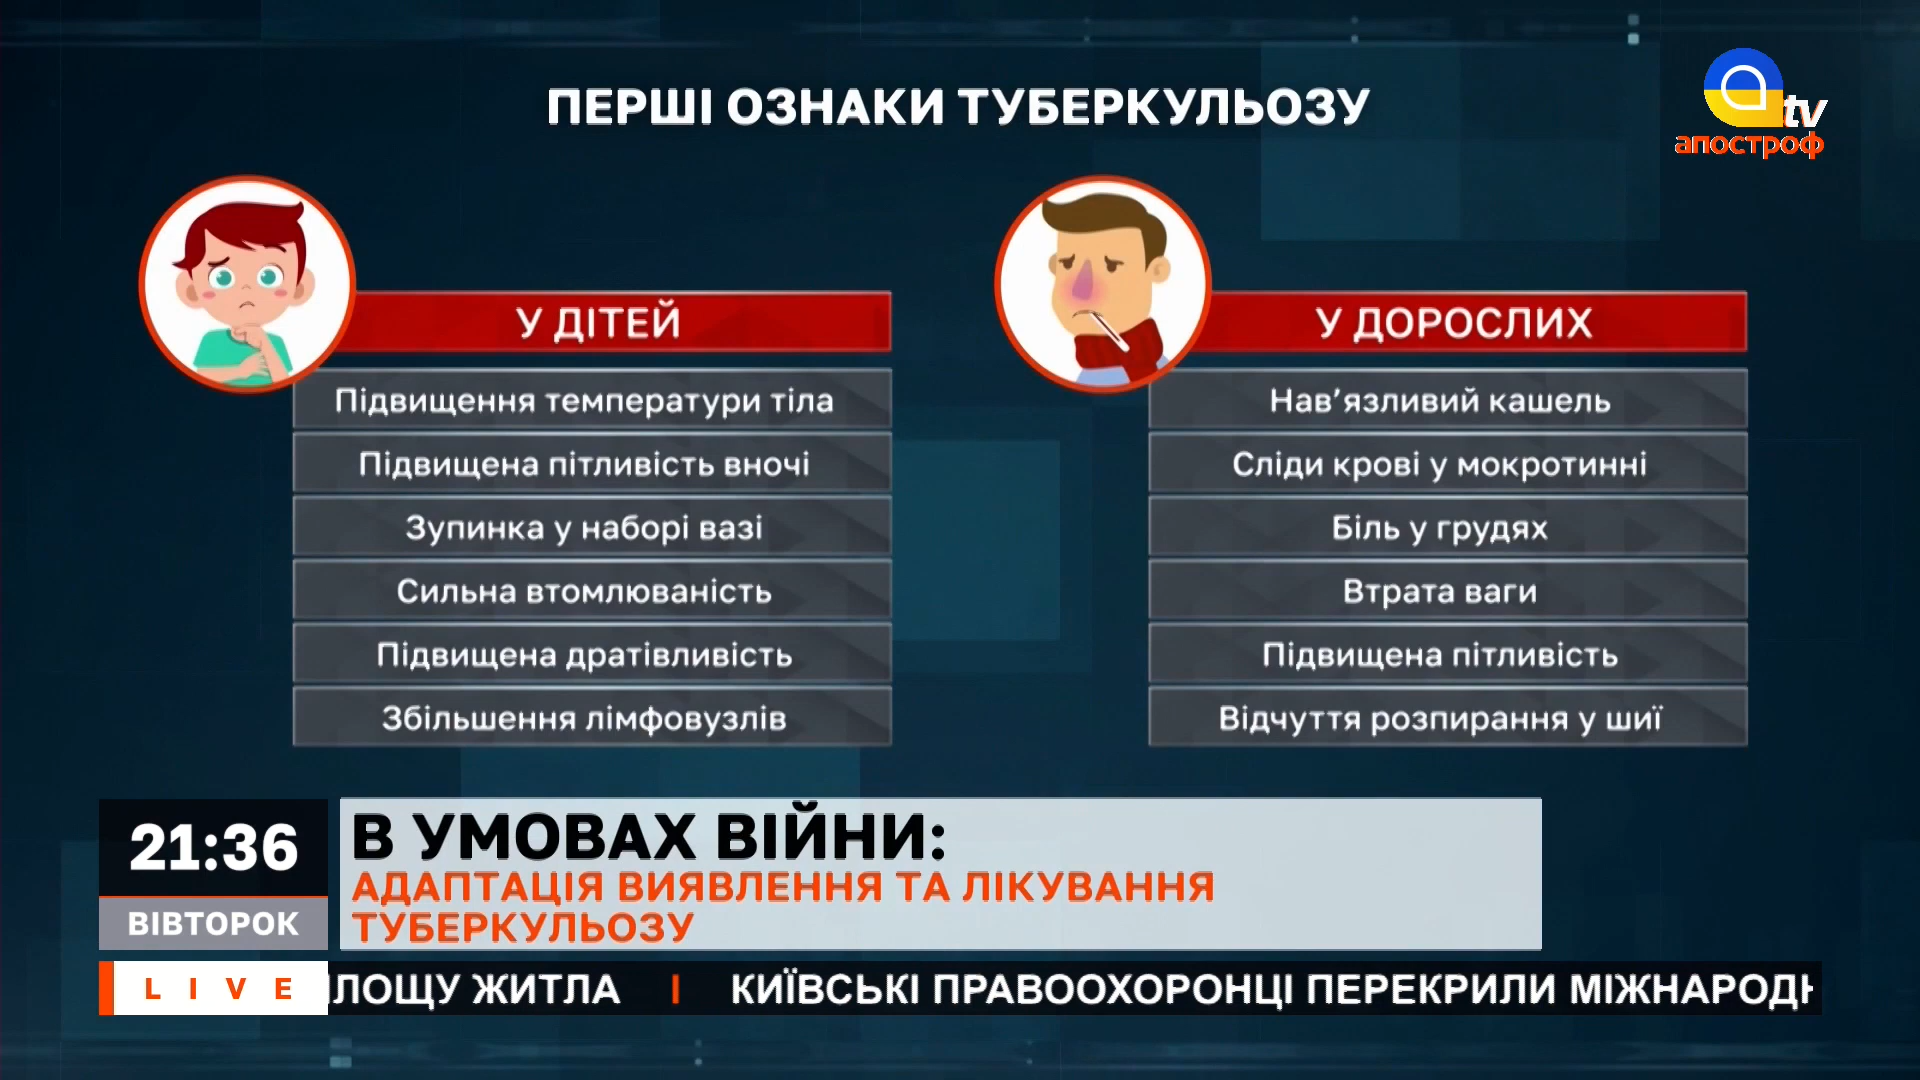 ПЕРШІ ОЗНАКИ ТУБЕРКУЛЬОЗУ
tv
апостроф
У ДІТЕЙ
Підвищення температури тіла
Підвищена пітливість вночі
Зупинка у наборі вазі
Сильна втомлюваність
Підвищена дратівливість
Збільшення лімфовузлів
У ДОРОСЛИХ
Нав’язливий кашель
Сліди крові у мокротинні
Біль у грудях
Втрата ваги
Підвищена пітливість
Відчуття розпирання у шиї
21:36
ВІВТОРОК
В УМОВАХ ВІЙНИ:
АДАПТАЦІЯ ВИЯВЛЕННЯ ТА ЛІКУВАННЯ
ТУБЕРКУЛЬОЗУ
LIVE
ЛОЩУ ЖИТЛА | КИЇВСЬКІ ПРАВООХОРОНЦІ ПЕРЕКРИЛИ МІЖНАРОД